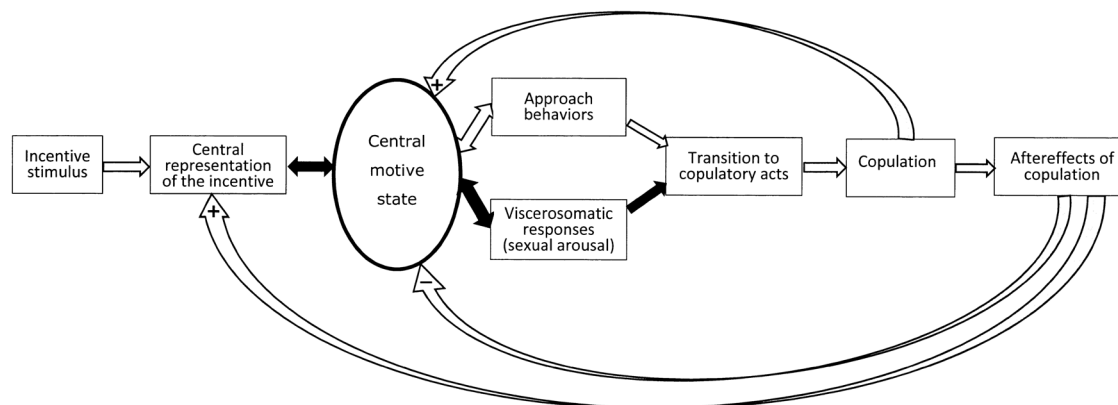 Incentive
stimulus
Central
representation
of the incentive
Central
motive
state
Approach
behaviors
Viscerosomatic
responses
(sexual arousal)
Transition to
copulatory acts
Copulation
Aftereffects of
copulation
+
+
−